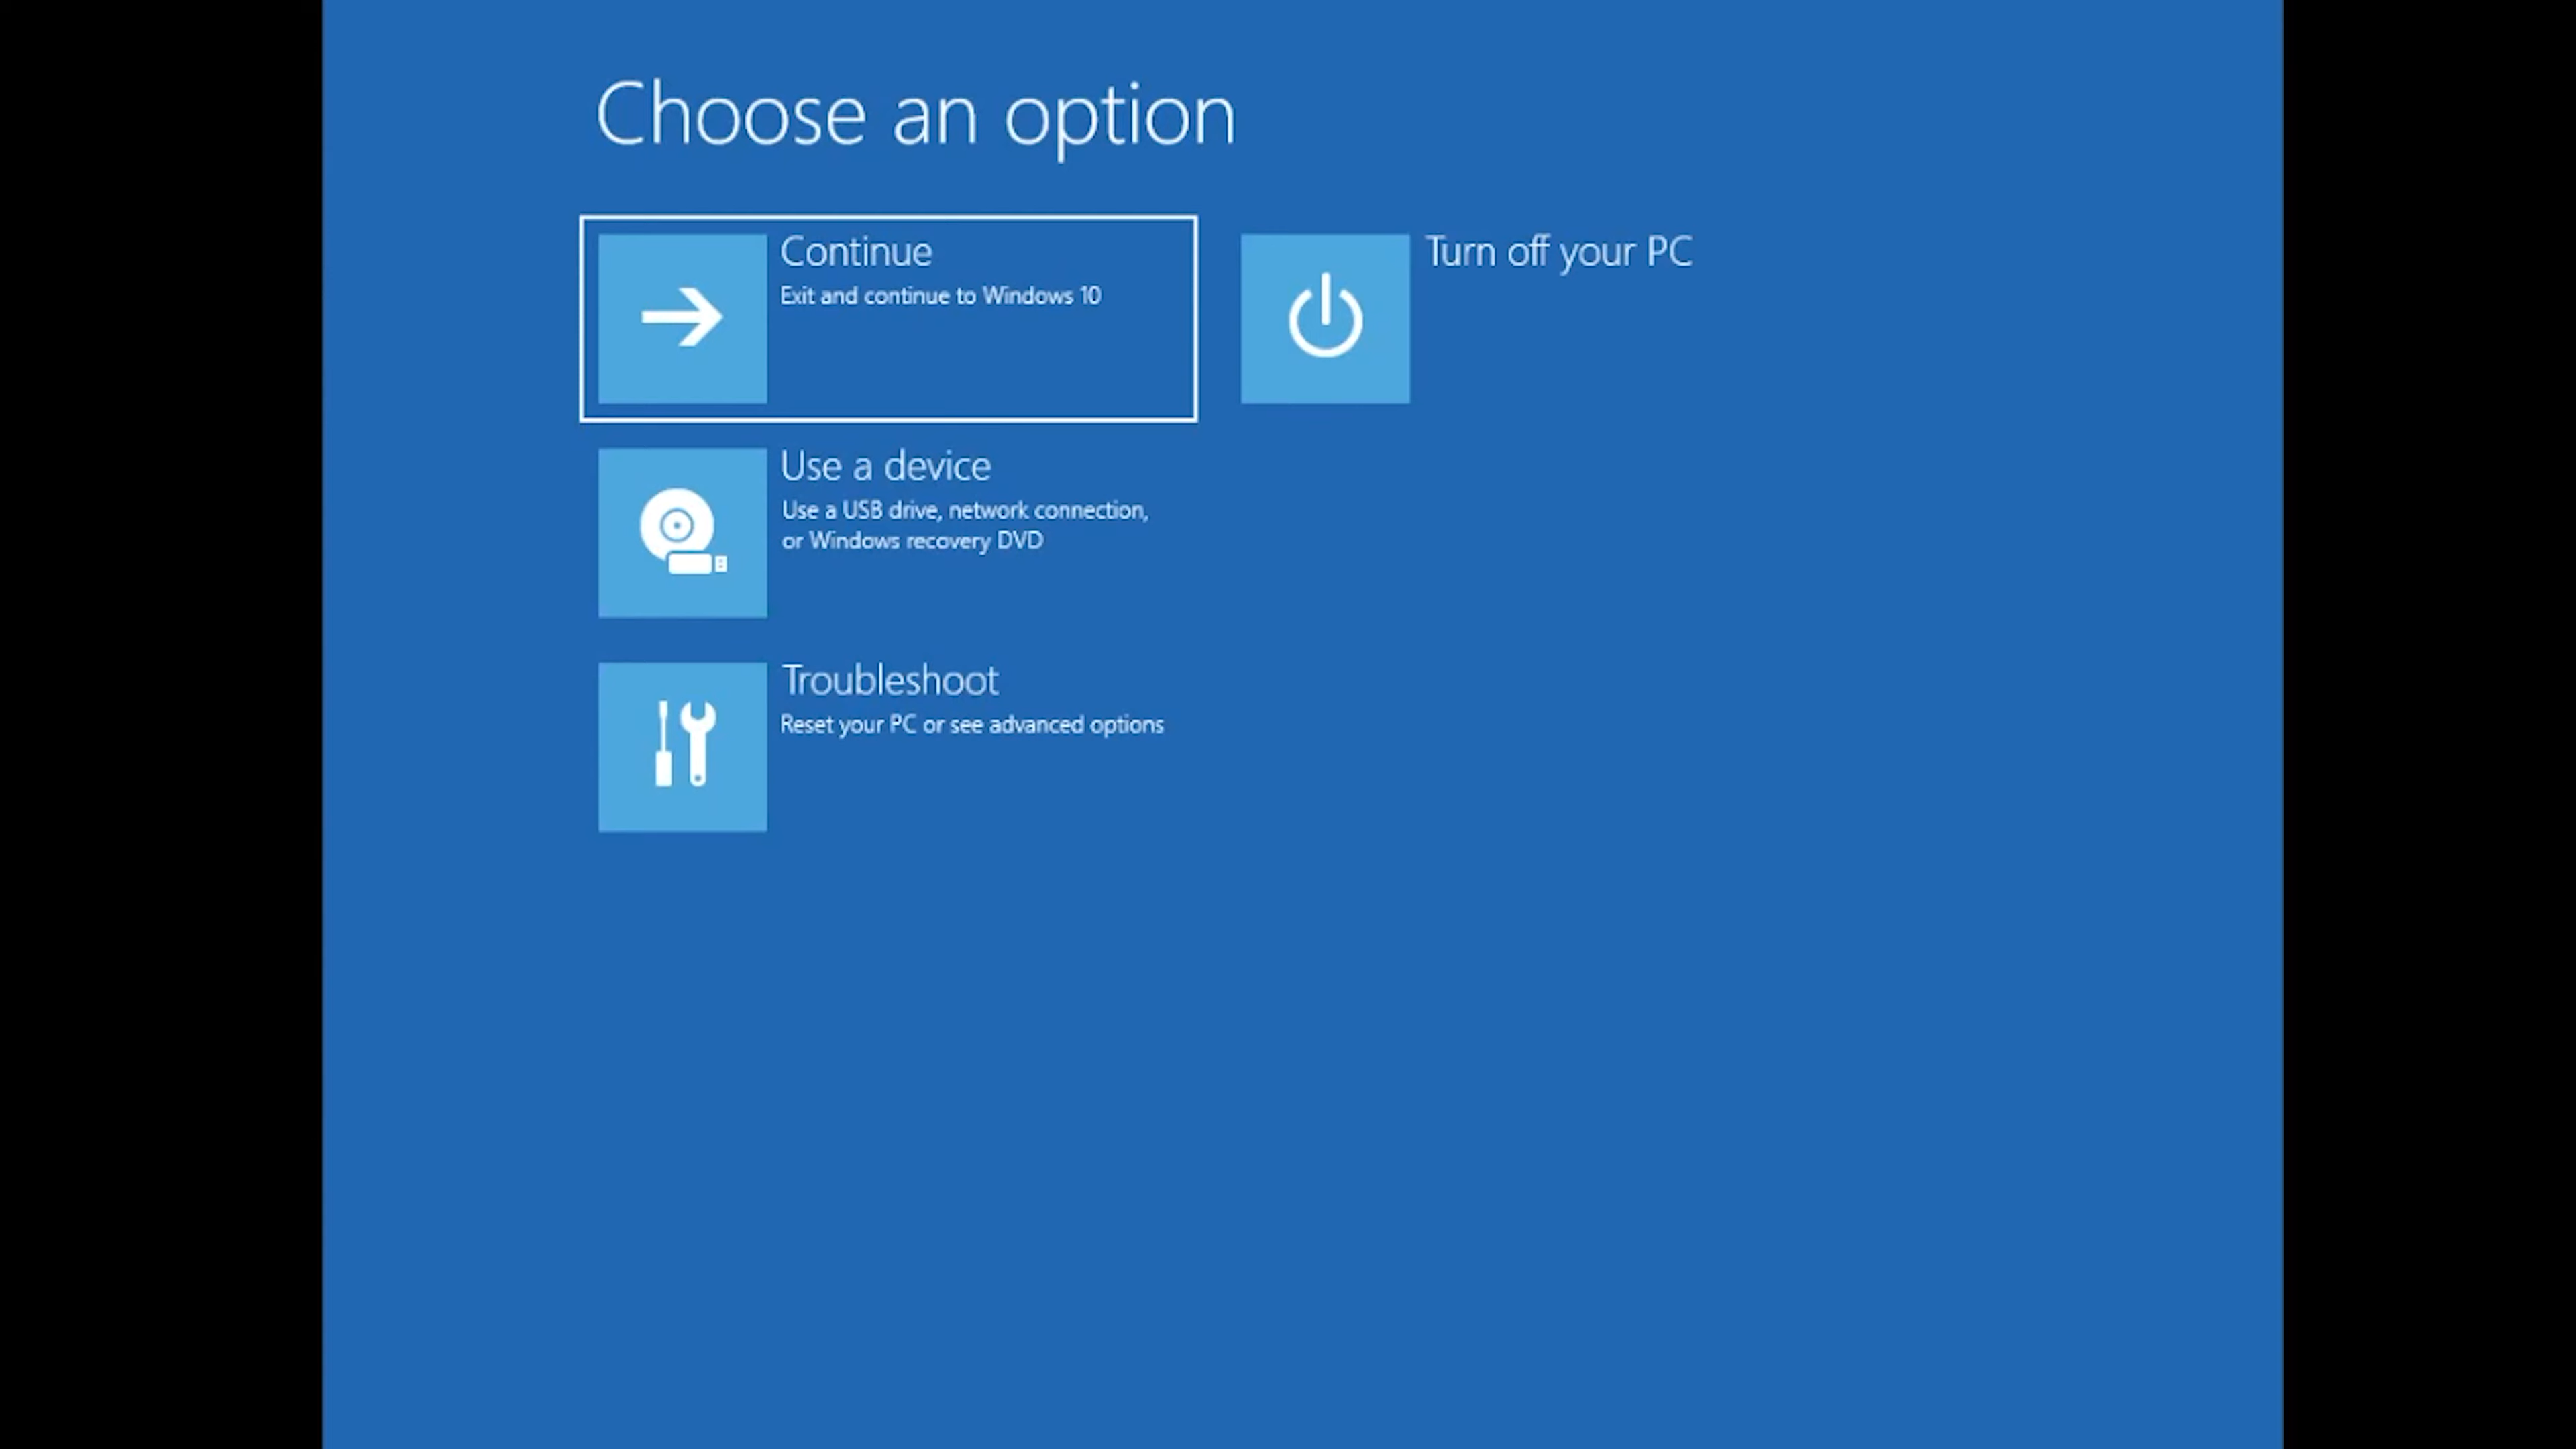 Choose an option
Continue
Exit and continue to Windows 10
Turn off your PC
Use a device
Use a USB drive, network connection,
or Windows recovery DVD
Troubleshoot
Reset your PC or see advanced options